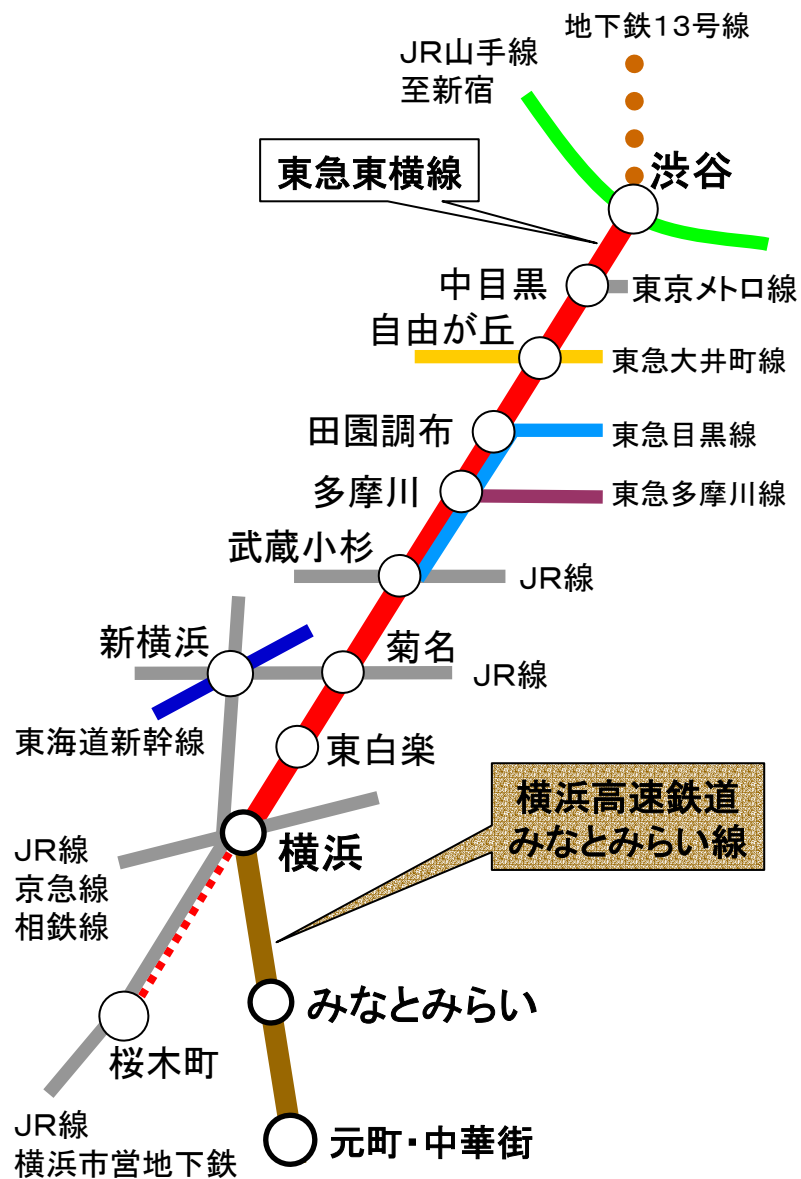 地下鉄13号線
JR山手線
至新宿
東急東横線
渋谷
中目黒
東京メトロ線
自由が丘
東急大井町線
田園調布
東急目黒線
多摩川
東急多摩川線
武蔵小杉
JR線
新横浜
菊名
JR線
東海道新幹線
東白楽
横浜高速鉄道
みなとみらい線
横浜
JR線
京急線
相鉄線
みなとみらい
桜木町
JR線
横浜市営地下鉄
元町・中華街